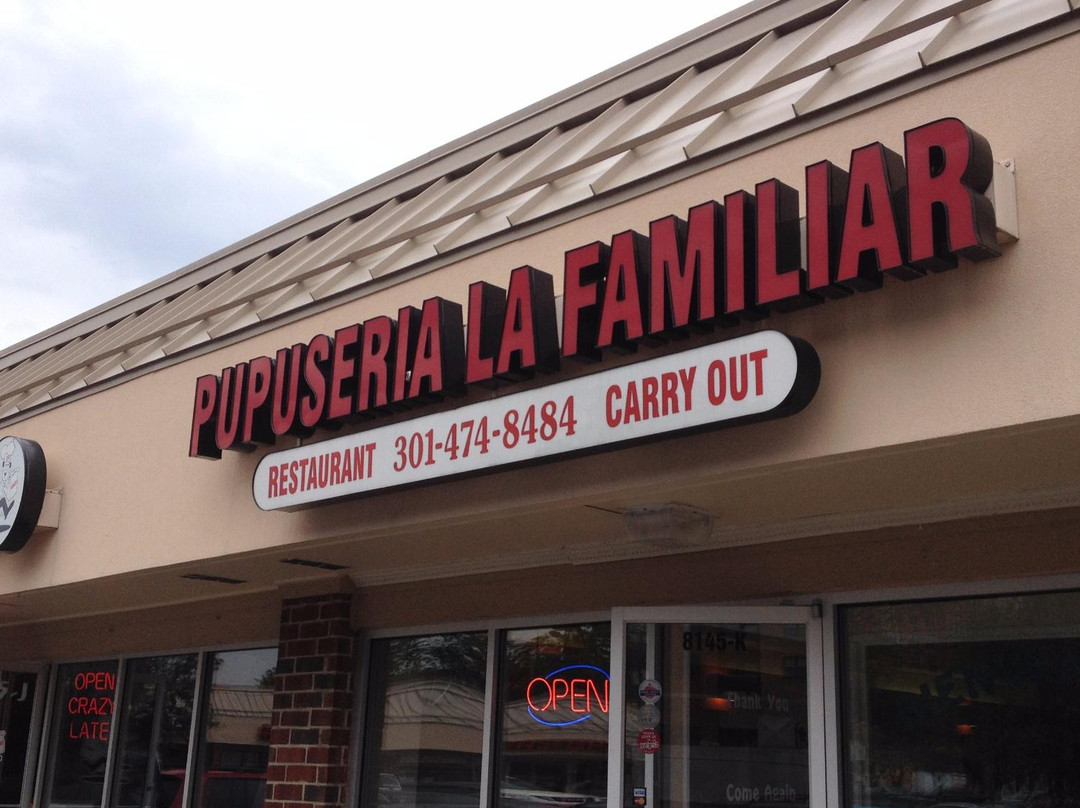 PUPUSERIA LA FAMILIAR
RESTAURANT 301-474-8484 CARRY OUT
OPEN
CRAZY
LATE
OPEN
8145-K
Thank You
Come Again